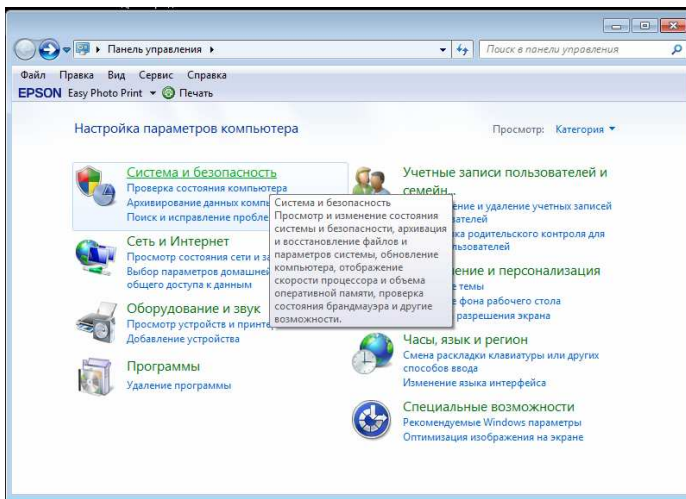 Панель управления
Поиск в панели управления
Файл Правка Вид Сервис Справка
EPSON Easy Photo Print Печать
Настройка параметров компьютера
Просмотр: Категория
Система и безопасность
Проверка состояния компьютера
Архивирование данных комп
Поиск и исправление пробле
Система и безопасность
Просмотр и изменение состояния
системы и безопасности, архивация
и восстановление файлов и
параметров системы, обновление
компьютера, отображение
скорости процессора и объема
оперативной памяти, проверка
состояния брандмауэра и другие
возможности.
Сеть и Интернет
Просмотр состояния сети и за
Выбор параметров домашней
общего доступа к данным
Оборудование и звук
Просмотр устройств и принте
Добавление устройства
Программы
Удаление программы
Учетные записи пользователей и
семейн...
ение и удаление учетных записей
ателей
ка родительского контроля для
льзователей
ение и персонализация
темы
фона рабочего стола
разрешения экрана
Часы, язык и регион
Смена раскладки клавиатуры или других
способов ввода
Изменение языка интерфейса
Специальные возможности
Рекомендуемые Windows параметры
Оптимизация изображения на экране